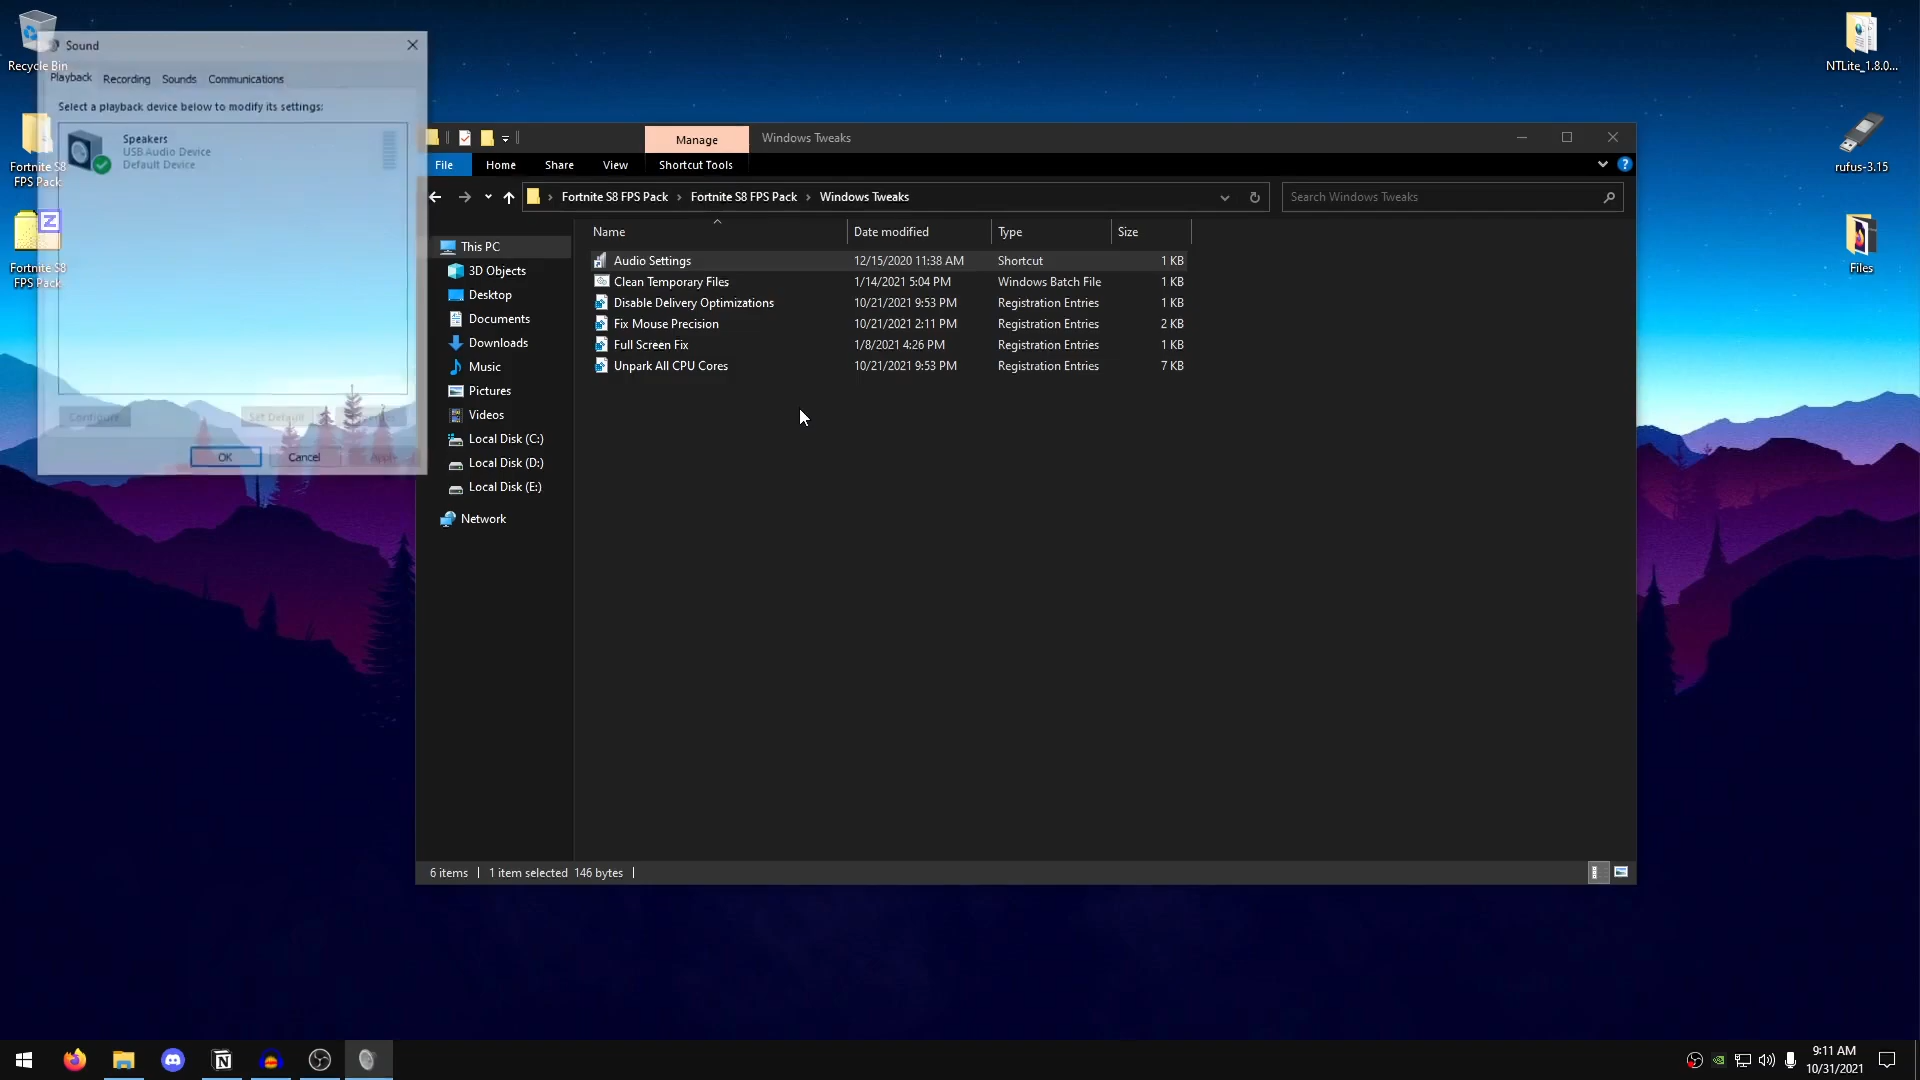 Recycle Bin
Fortnite S8
FPS Pack
Fortnite S8
FPS Pack
Sound
Playback
Recording
Sounds
Communications
Select a playback device below to modify its settings:
Speakers
USB Audio Device
Default Device
Configure
Set Default
OK
Cancel
Apply
Manage
Windows Tweaks
File
Home
Share
View
Shortcut Tools
Fortnite S8 FPS Pack
Fortnite S8 FPS Pack
Windows Tweaks
Search Windows Tweaks
This PC
3D Objects
Desktop
Documents
Downloads
Music
Pictures
Videos
Local Disk (C:)
Local Disk (D:)
Local Disk (E:)
Network
Name Date modified Type Size
Audio Settings 12/15/2020 11:38 AM Shortcut 1 KB
Clean Temporary Files 1/14/2021 5:04 PM Windows Batch File 1 KB
Disable Delivery Optimizations 10/21/2021 9:53 PM Registration Entries 1 KB
Fix Mouse Precision 10/21/2021 2:11 PM Registration Entries 2 KB
Full Screen Fix 1/8/2021 4:26 PM Registration Entries 1 KB
Unpark All CPU Cores 10/21/2021 9:53 PM Registration Entries 7 KB
6 items
1 item selected 146 bytes
NTLite_1.8.0...
rufus-3.15
Files
9:11 AM
10/31/2021